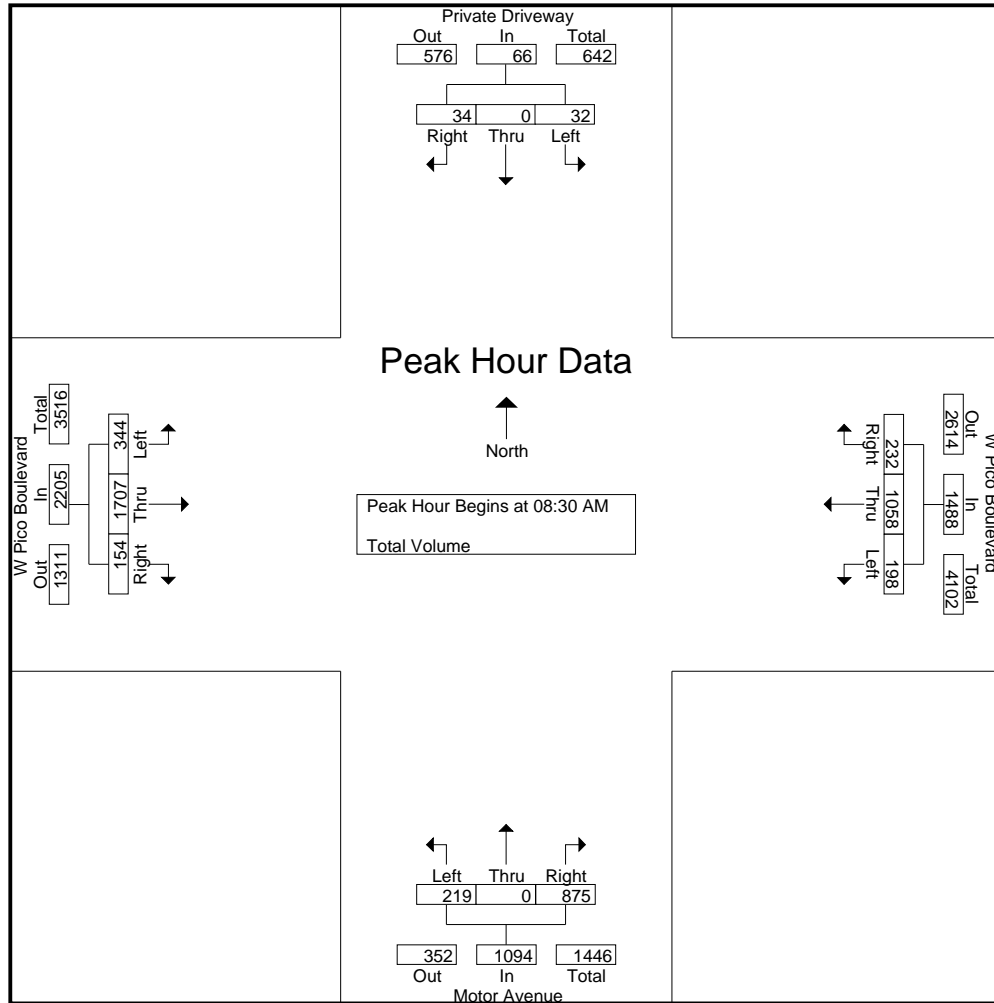 Private Driveway
Out In Total
576 66 642
34 0 32
Right Thru Left
Peak Hour Data
North
Peak Hour Begins at 08:30 AM
Total Volume
W Pico Boulevard
Total In Out
3516 2205 1311
344 1707 154
Left Thru Right
W Pico Boulevard
Out In Total
2614 1488 4102
232 1058 198
Right Thru Left
Left Thru Right
219 0 875
352 1094 1446
Out In Total
Motor Avenue